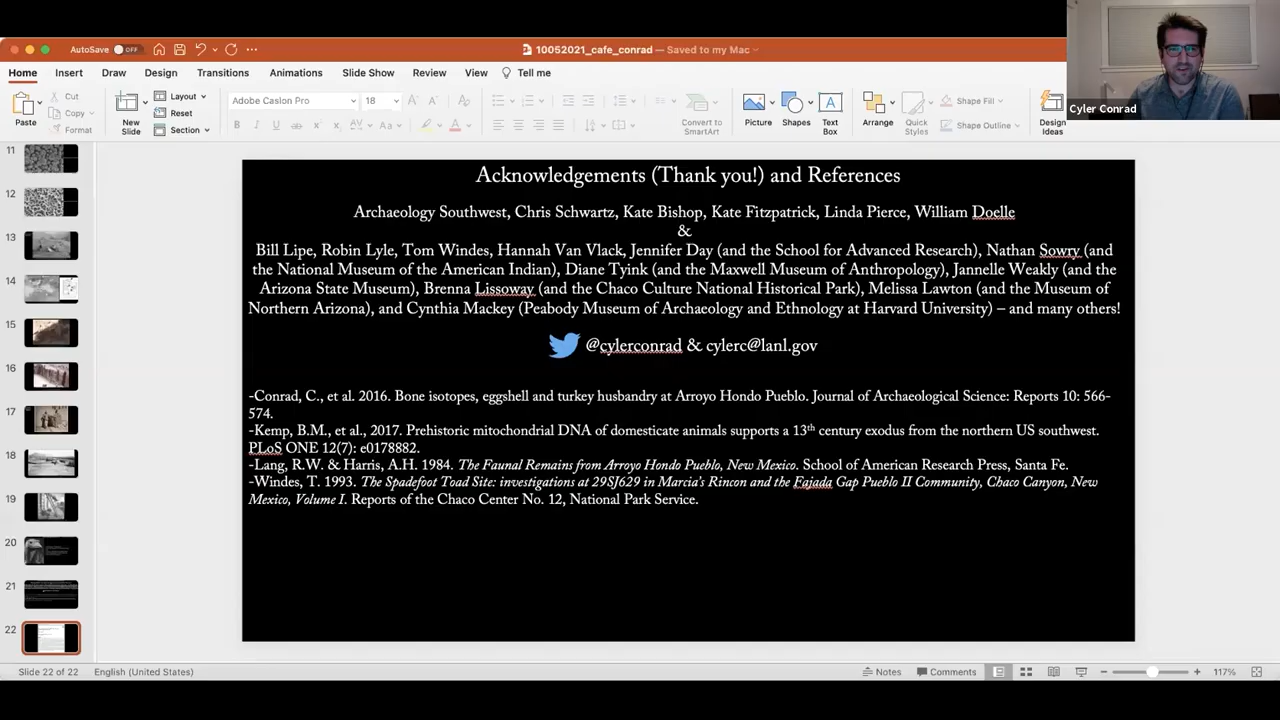 AutoSave OFF
10052021_cafe_conrad — Saved to my Mac
Home Insert Draw Design Transitions Animations Slide Show Review View Tell me
Paste
Cut
Copy
Format
New Slide
Layout
Reset
Section
Adobe Caslon Pro 18
Convert to SmartArt
Picture
Shapes
Text Box
Arrange
Quick Styles
Shape Fill
Shape Outline
Design Ideas
Cyler Conrad
11
12
13
14
15
16
17
18
19
20
21
22
Acknowledgements (Thank you!) and References
Archaeology Southwest, Chris Schwartz, Kate Bishop, Kate Fitzpatrick, Linda Pierce, William Doelle
&
Bill Lipe, Robin Lyle, Tom Windes, Hannah Van Vlack, Jennifer Day (and the School for Advanced Research), Nathan Sowry (and
the National Museum of the American Indian), Diane Tyink (and the Maxwell Museum of Anthropology), Jannelle Weakly (and the
Arizona State Museum), Brenna Lissoway (and the Chaco Culture National Historical Park), Melissa Lawton (and the Museum of
Northern Arizona), and Cynthia Mackey (Peabody Museum of Archaeology and Ethnology at Harvard University) – and many others!
@cylerconrad & cylerc@lanl.gov
-Conrad, C., et al. 2016. Bone isotopes, eggshell and turkey husbandry at Arroyo Hondo Pueblo. Journal of Archaeological Science: Reports 10: 566-
574.
-Kemp, B.M., et al., 2017. Prehistoric mitochondrial DNA of domesticate animals supports a 13th century exodus from the northern US southwest.
PLoS ONE 12(7): e0178882.
-Lang, R.W. & Harris, A.H. 1984. The Faunal Remains from Arroyo Hondo Pueblo, New Mexico. School of American Research Press, Santa Fe.
-Windes, T. 1993. The Spadefoot Toad Site: investigations at 29SJ629 in Marcia's Rincon and the Fajada Gap Pueblo II Community, Chaco Canyon, New
Mexico, Volume I. Reports of the Chaco Center No. 12, National Park Service.
Slide 22 of 22 English (United States) Notes Comments 117%